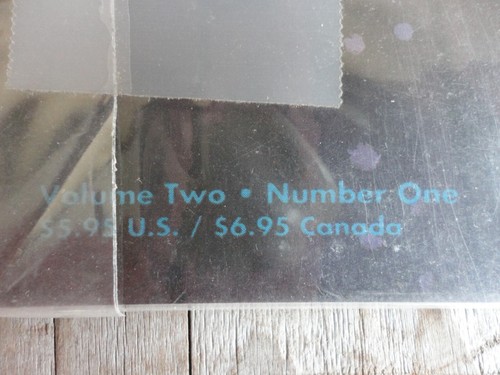 Volume Two • Number One
$5.95 U.S. / $6.95 Canada